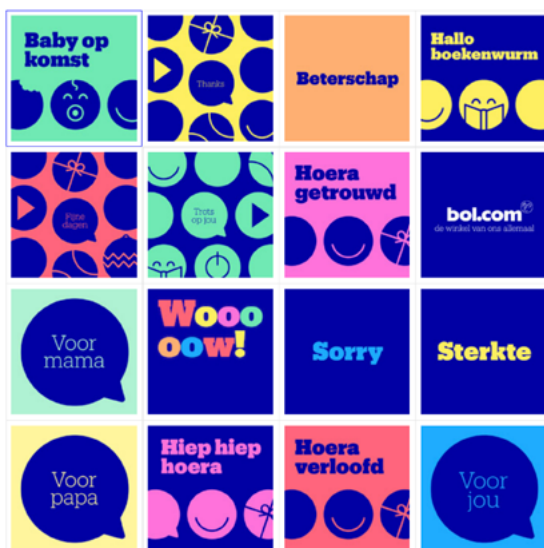 Baby op
komst
Thanks
Beterschap
Hallo
boekenwurm
Fijne
dagen
Trots
op jou
Hoera
getrouwd
bol.com
de winkel van ons allemaal
Voor
mama
Wooo
oow!
Sorry
Sterkte
Voor
papa
Hiep hiep
hoera
Hoera
verloofd
Voor
jou